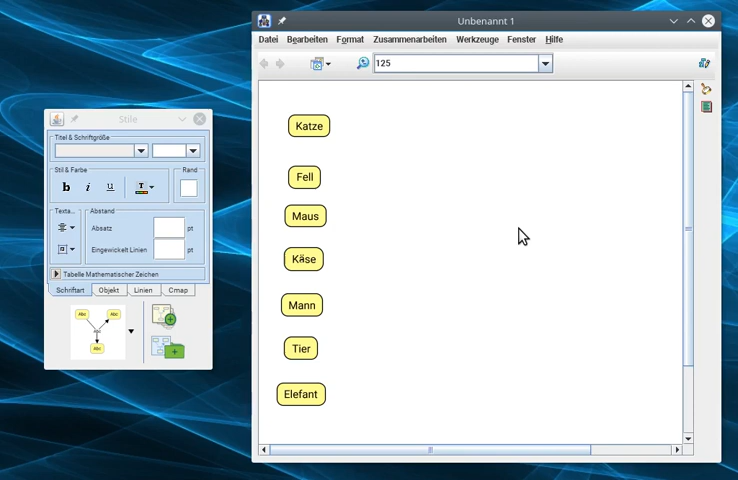 Unbenannt 1
Datei Bearbeiten Format Zusammenarbeiten Werkzeuge Fenster Hilfe
125
Katze
Fell
Maus
Käse
Mann
Tier
Elefant
Stile
Titel & Schriftgröße
Stil & Farbe
Rand
b i u T
Texta... Abstand
Absatz pt
Eingewickelt Linien pt
Tabelle Mathematischer Zeichen
Schriftart Objekt Linien Cmap
Abc Abc
Abc
Abc